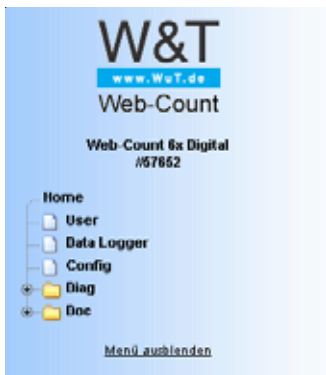 W&T
www.WuT.de
Web-Count
Web-Count 6x Digital
#57652
Home
User
Data Logger
Config
Diag
Doc
Menü ausblenden